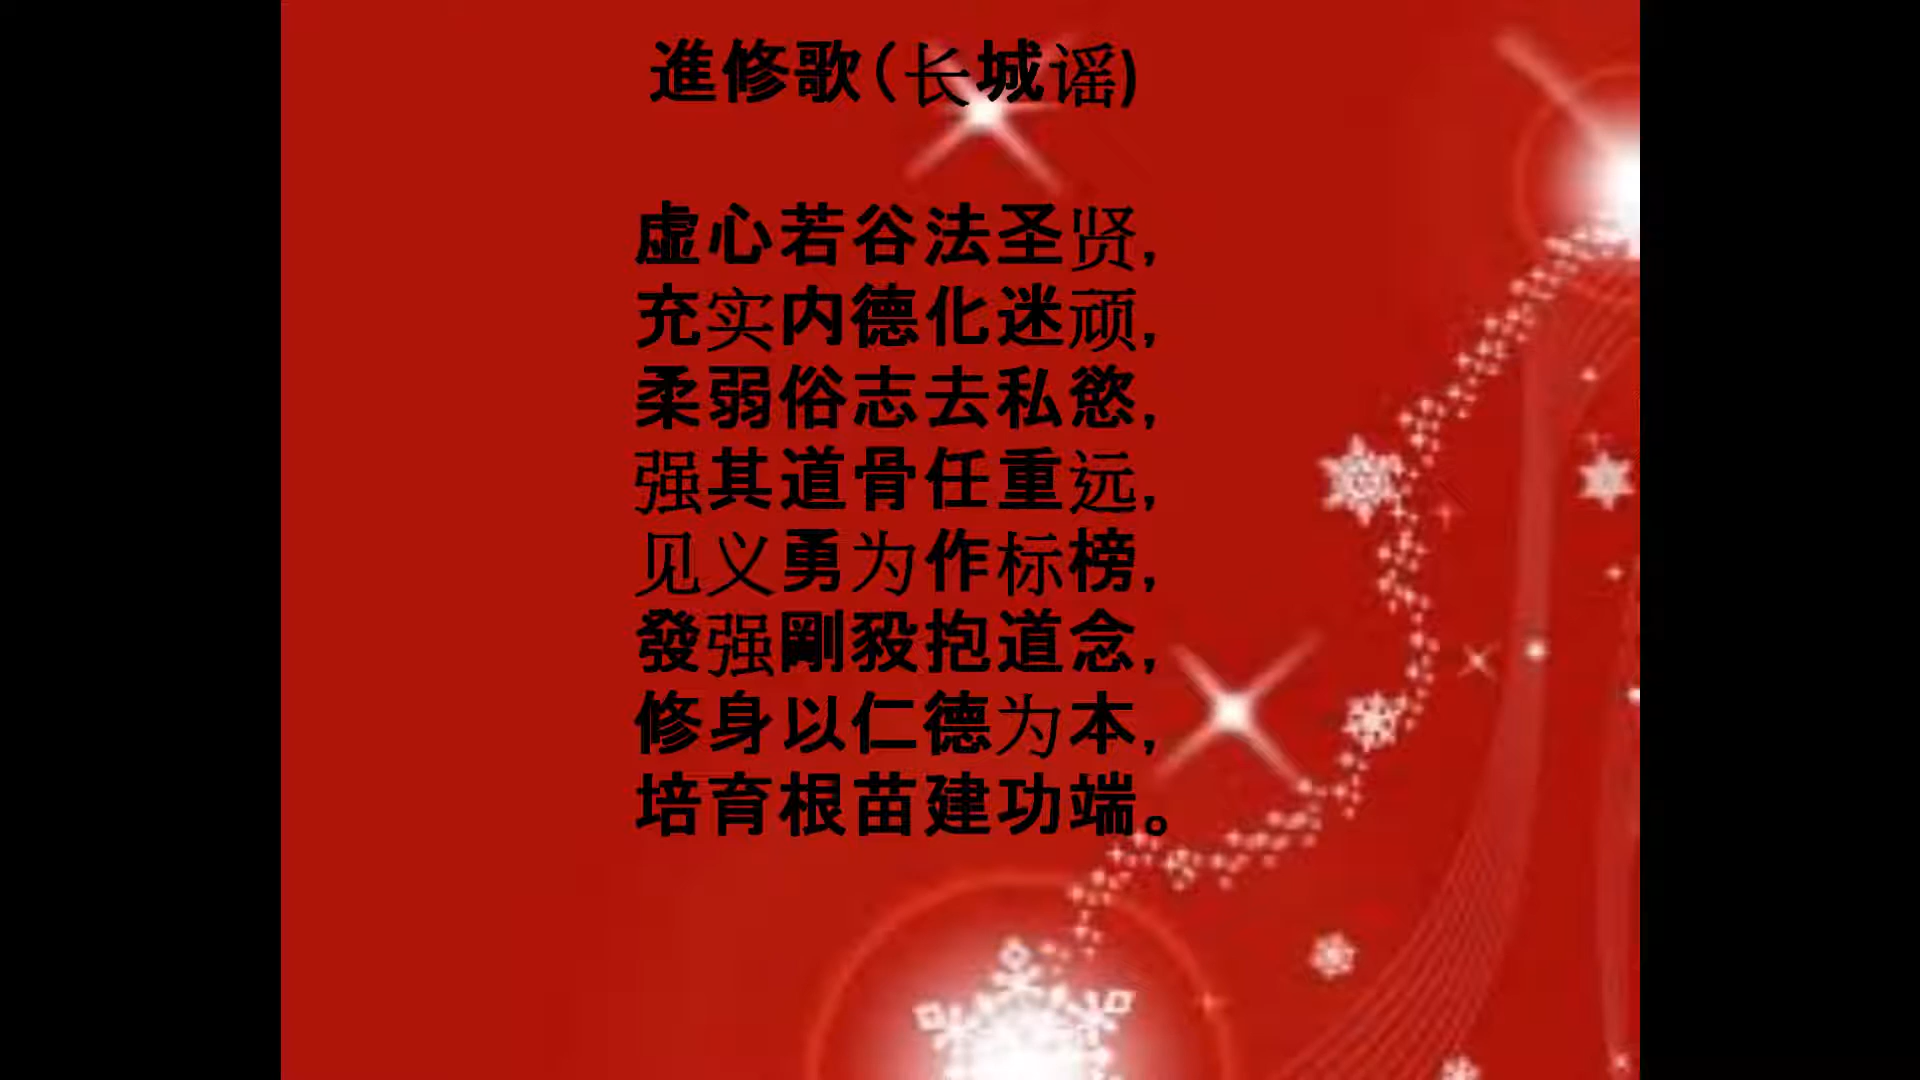 進修歌(长城谣)
虚心若谷法圣贤,
充实内德化迷顽,
柔弱俗志去私慾,
强其道骨任重远,
见义勇为作标榜,
發强剛毅抱道念,
修身以仁德为本,
培育根苗建功端。